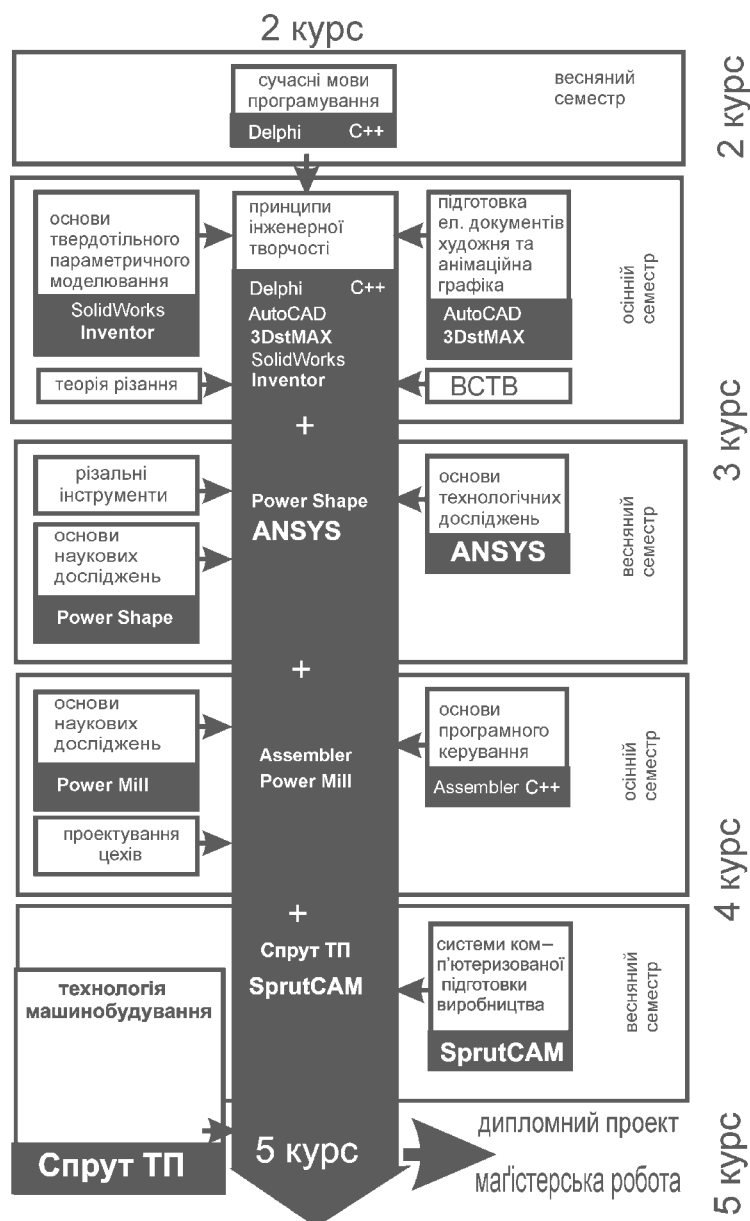 2 курс
сучасні мови
програмування
Delphi C++
весняний
семестр
2 курс
основи
твердотільного
параметричного
моделювання
SolidWorks
Inventor
теорія різання
принципи
інженерної
творчості
Delphi C++
AutoCAD
3DstMAX
SolidWorks
Inventor
+
підготовка
ел. документів
художня та
анімаційна
графіка
AutoCAD
3DstMAX
ВСТВ
осінній
семестр
3 курс
різальні
інструменти
основи
наукових
досліджень
Power Shape
Power Shape
ANSYS
+
основи
технологічних
досліджень
ANSYS
весняний
семестр
основи
наукових
досліджень
Power Mill
проектування
цехів
Assembler
Power Mill
+
основи
програмного
керування
Assembler C++
осінній
семестр
4 курс
технологія
машинобудування
Спрут ТП
Спрут ТП
SprutCAM
системи ком–
п'ютеризованої
підготовки
виробництва
SprutCAM
весняний
семестр
5 курс
дипломний проект
маґістерська робота
5 курс